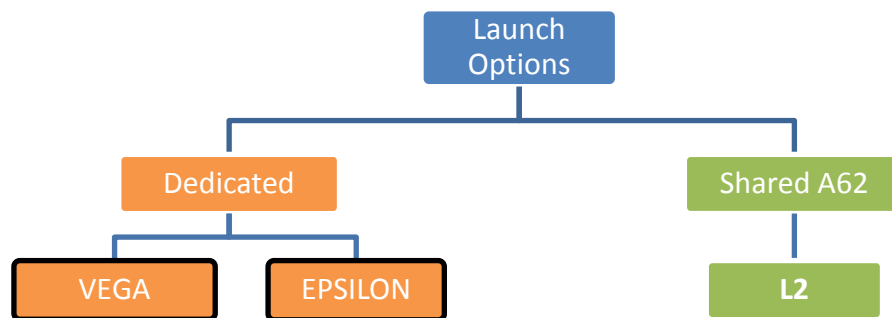 Launch
Options
Dedicated
Shared A62
VEGA
EPSILON
L2